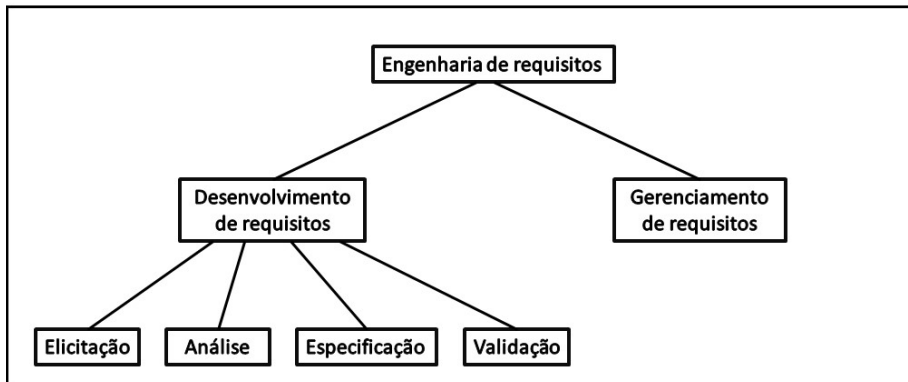 Engenharia de requisitos
Desenvolvimento
de requisitos
Gerenciamento
de requisitos
Elicitação
Análise
Especificação
Validação